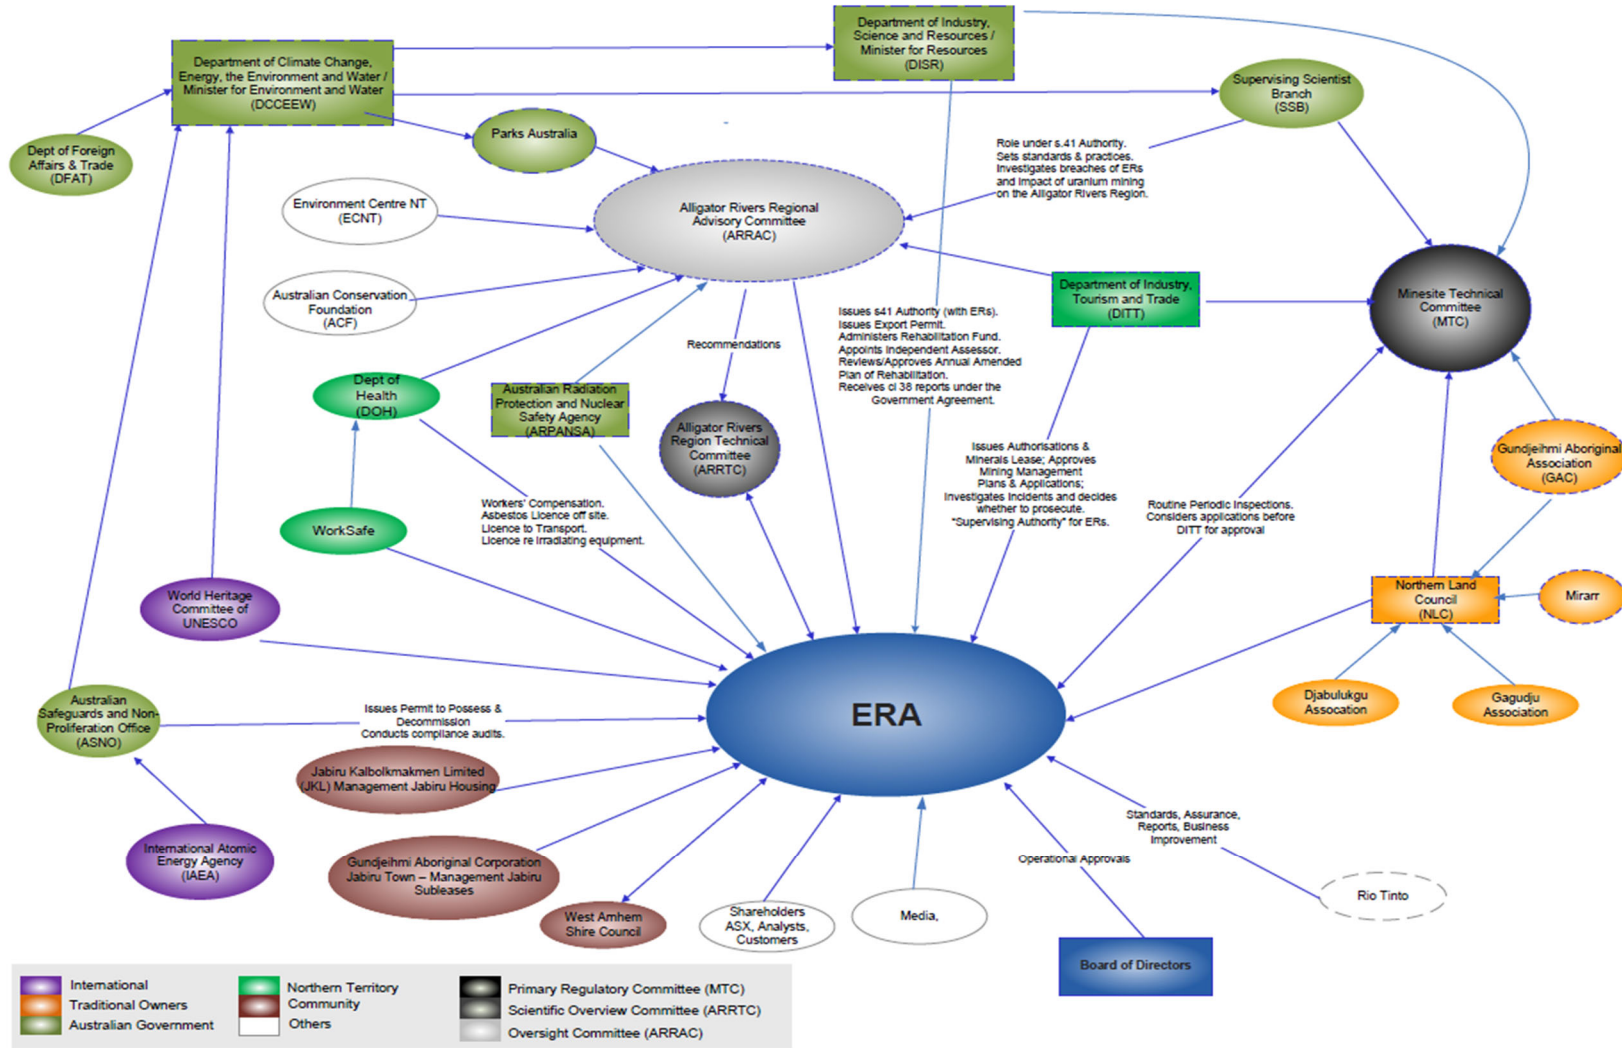 Department of Industry,
Science and Resources /
Minister for Resources
(DISR)
Department of Climate Change,
Energy, the Environment and Water /
Minister for Environment and Water
(DCCEEW)
Supervising Scientist
Branch
(SSB)
Parks Australia
Dept of Foreign
Affairs & Trade
(DFAT)
Role under s.41 Authority.
Sets standards & practices.
Investigates breaches of ERs
and impact of uranium mining
on the Alligator Rivers Region.
Environment Centre NT
(ECNT)
Alligator Rivers Regional
Advisory Committee
(ARRAC)
Australian Conservation
Foundation
(ACF)
Department of Industry,
Tourism and Trade
(DITT)
Minesite Technical
Committee
(MTC)
Issues s41 Authority (with ERs).
Issues Export Permit.
Administers Rehabilitation Fund.
Appoints Independent Assessor.
Reviews/Approves Annual Amended
Plan of Rehabilitation.
Receives cl 38 reports under the
Government Agreement.
Recommendations
Dept of
Health
(DOH)
Australian Radiation
Protection and Nuclear
Safety Agency
(ARPANSA)
Alligator Rivers
Region Technical
Committee
(ARRTC)
Gundjeihmi Aboriginal
Association
(GAC)
Issues Authorisations &
Minerals Lease; Approves
Mining Management
Plans & Applications;
Investigates Incidents and decides
whether to prosecute.
"Supervising Authority" for ERs.
Workers' Compensation.
Asbestos Licence off site.
Licence to Transport.
Licence re Irradiating equipment.
Routine Periodic Inspections.
Considers applications before
DITT for approval
WorkSafe
World Heritage
Committee of
UNESCO
Northern Land
Council
(NLC)
Mirarr
Djabulukgu
Assocation
Gagudju
Association
Australian
Safeguards and Non-
Proliferation Office
(ASNO)
Issues Permit to Possess &
Decommission
Conducts compliance audits.
ERA
Jabiru Kalbolkmakmen Limited
(JKL) Management Jabiru Housing
International Atomic
Energy Agency
(IAEA)
Gundjeihmi Aboriginal Corporation
Jabiru Town – Management Jabiru
Subleases
West Arnhem
Shire Council
Shareholders
ASX, Analysts,
Customers
Media,
Operational Approvals
Standards, Assurance,
Reports, Business
Improvement
Rio Tinto
Board of Directors
International
Traditional Owners
Australian Government
Northern Territory
Community
Others
Primary Regulatory Committee (MTC)
Scientific Overview Committee (ARRTC)
Oversight Committee (ARRAC)